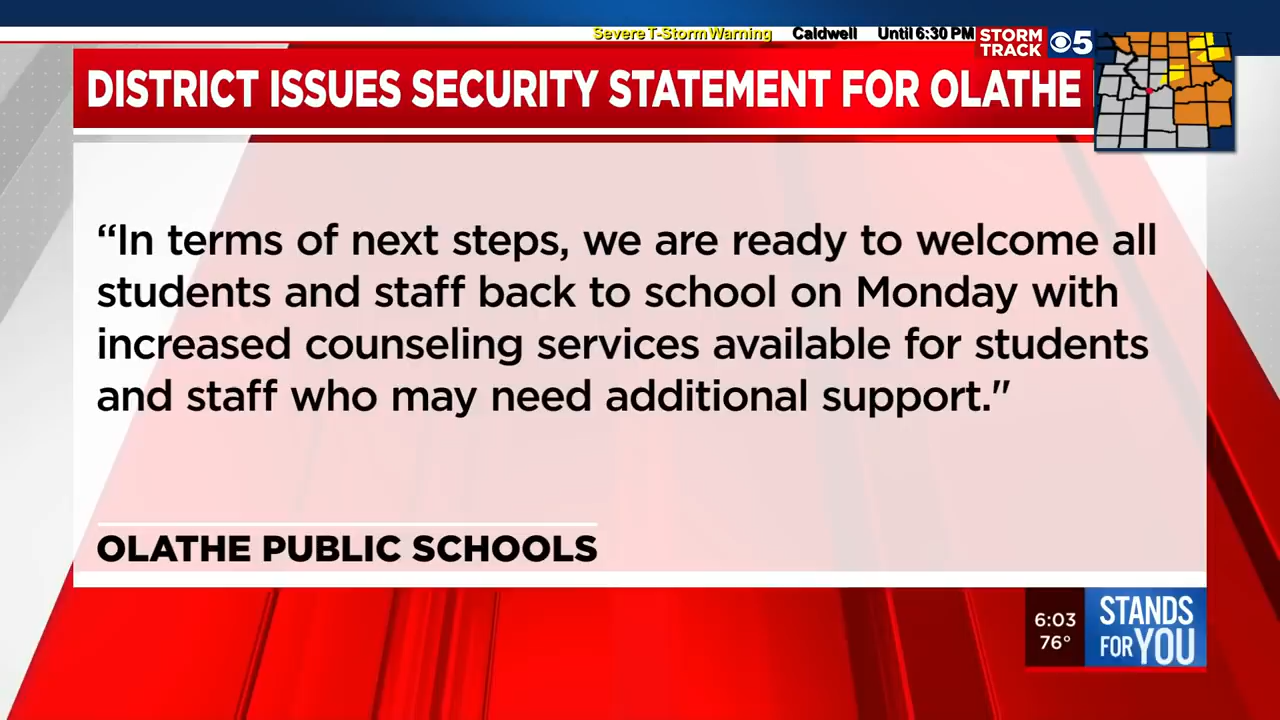 Severe T-Storm Warning Caldwell Until 6:30 PM
STORM
TRACK
5
DISTRICT ISSUES SECURITY STATEMENT FOR OLATHE
“In terms of next steps, we are ready to welcome all
students and staff back to school on Monday with
increased counseling services available for students
and staff who may need additional support."
OLATHE PUBLIC SCHOOLS
6:03
76°
STANDS
FOR YOU